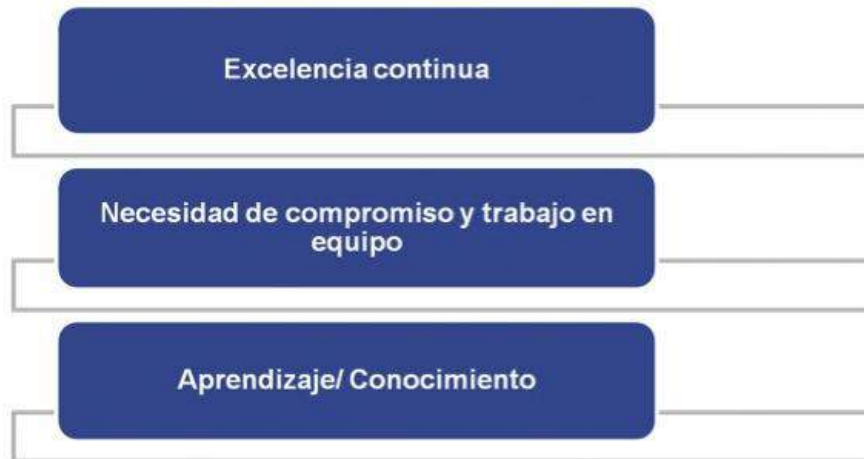 Excelencia continua
Necesidad de compromiso y trabajo en
equipo
Aprendizaje/ Conocimiento